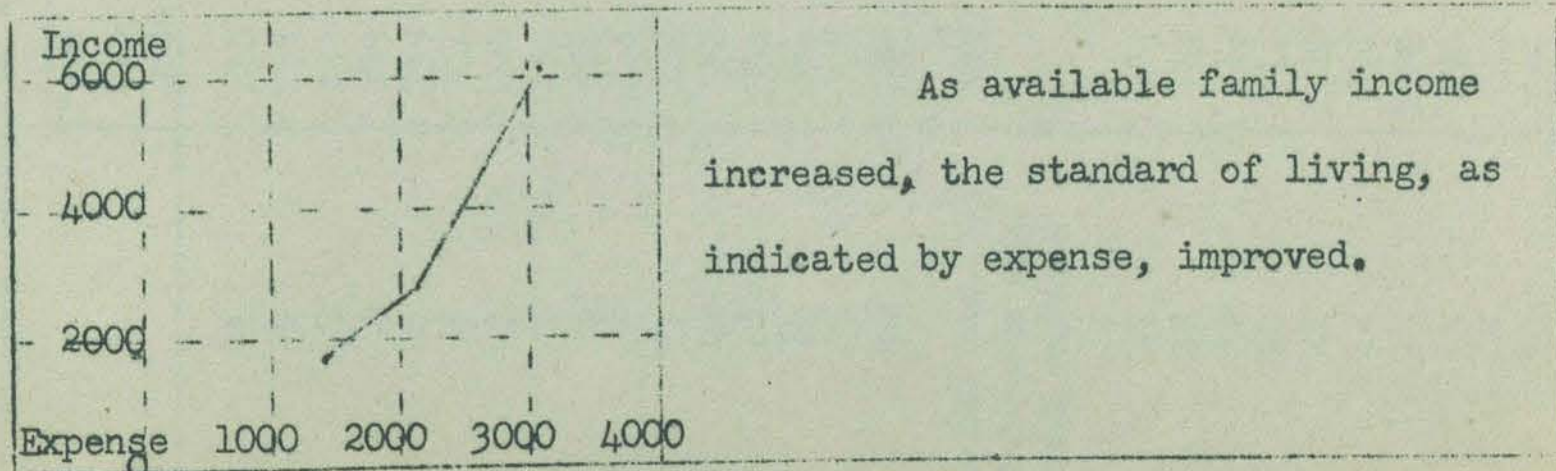 Income
6000
4000
2000
Expense 1000 2000 3000 4000
0
As available family income
increased, the standard of living, as
indicated by expense, improved.